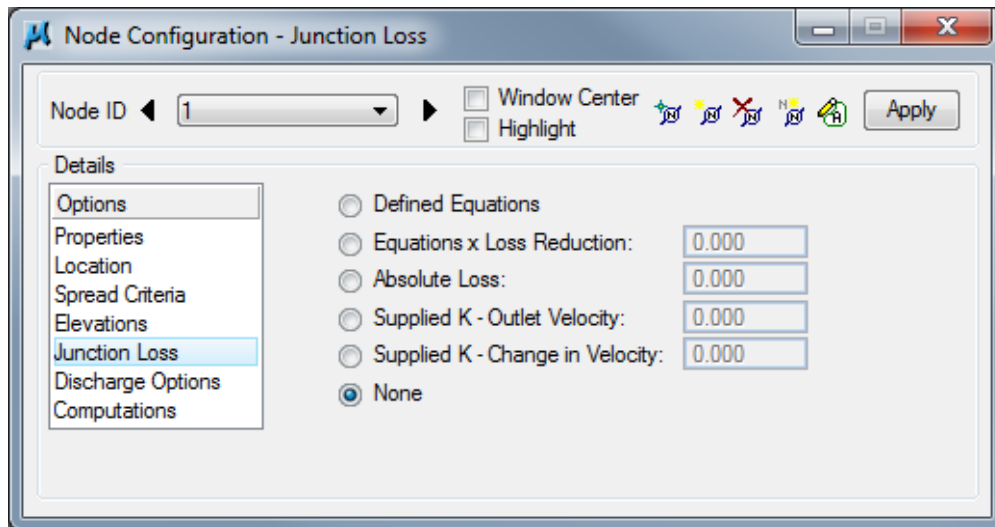 Node Configuration - Junction Loss
Node ID 1 Window Center
Highlight
Apply
Details
Options
Properties
Location
Spread Criteria
Elevations
Junction Loss
Discharge Options
Computations
Defined Equations
Equations x Loss Reduction: 0.000
Absolute Loss: 0.000
Supplied K - Outlet Velocity: 0.000
Supplied K - Change in Velocity: 0.000
None